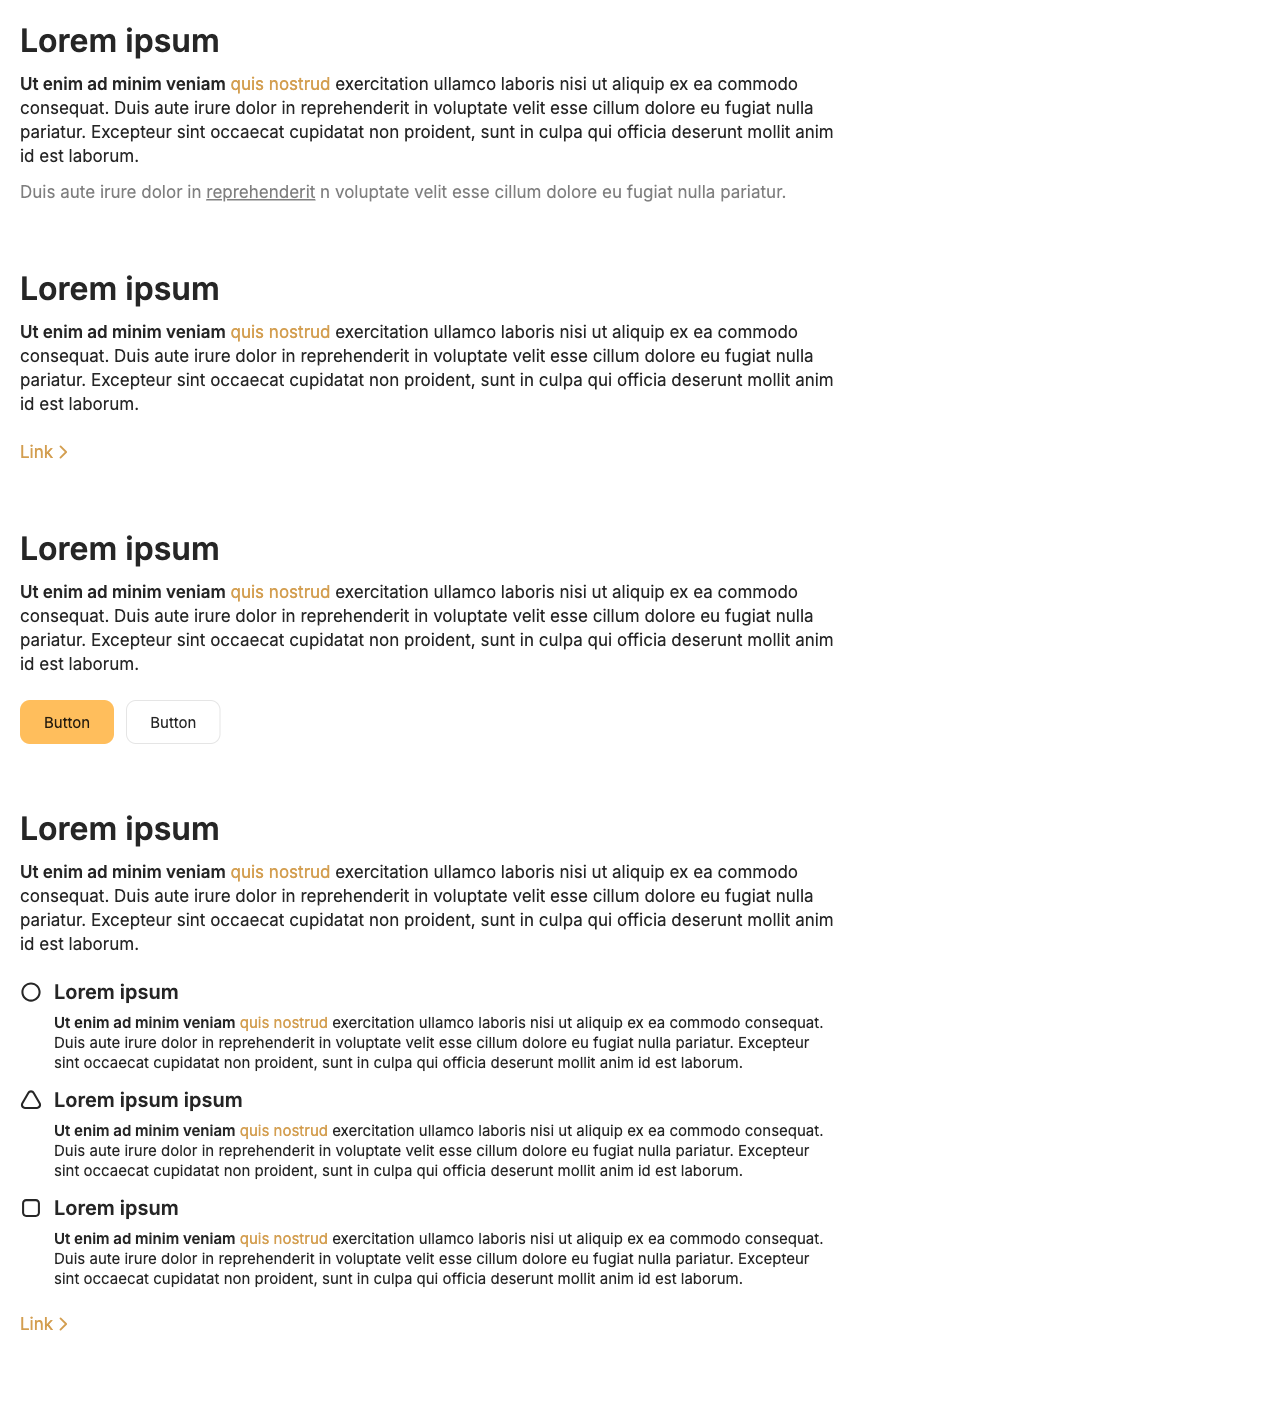 Lorem ipsum
Ut enim ad minim veniam quis nostrud exercitation ullamco laboris nisi ut aliquip ex ea commodo
consequat. Duis aute irure dolor in reprehenderit in voluptate velit esse cillum dolore eu fugiat nulla
pariatur. Excepteur sint occaecat cupidatat non proident, sunt in culpa qui officia deserunt mollit anim
id est laborum.
Duis aute irure dolor in reprehenderit n voluptate velit esse cillum dolore eu fugiat nulla pariatur.
Lorem ipsum
Ut enim ad minim veniam quis nostrud exercitation ullamco laboris nisi ut aliquip ex ea commodo
consequat. Duis aute irure dolor in reprehenderit in voluptate velit esse cillum dolore eu fugiat nulla
pariatur. Excepteur sint occaecat cupidatat non proident, sunt in culpa qui officia deserunt mollit anim
id est laborum.
Link
Lorem ipsum
Ut enim ad minim veniam quis nostrud exercitation ullamco laboris nisi ut aliquip ex ea commodo
consequat. Duis aute irure dolor in reprehenderit in voluptate velit esse cillum dolore eu fugiat nulla
pariatur. Excepteur sint occaecat cupidatat non proident, sunt in culpa qui officia deserunt mollit anim
id est laborum.
Button Button
Lorem ipsum
Ut enim ad minim veniam quis nostrud exercitation ullamco laboris nisi ut aliquip ex ea commodo
consequat. Duis aute irure dolor in reprehenderit in voluptate velit esse cillum dolore eu fugiat nulla
pariatur. Excepteur sint occaecat cupidatat non proident, sunt in culpa qui officia deserunt mollit anim
id est laborum.
Lorem ipsum
Ut enim ad minim veniam quis nostrud exercitation ullamco laboris nisi ut aliquip ex ea commodo consequat.
Duis aute irure dolor in reprehenderit in voluptate velit esse cillum dolore eu fugiat nulla pariatur. Excepteur
sint occaecat cupidatat non proident, sunt in culpa qui officia deserunt mollit anim id est laborum.
Lorem ipsum ipsum
Ut enim ad minim veniam quis nostrud exercitation ullamco laboris nisi ut aliquip ex ea commodo consequat.
Duis aute irure dolor in reprehenderit in voluptate velit esse cillum dolore eu fugiat nulla pariatur. Excepteur
sint occaecat cupidatat non proident, sunt in culpa qui officia deserunt mollit anim id est laborum.
Lorem ipsum
Ut enim ad minim veniam quis nostrud exercitation ullamco laboris nisi ut aliquip ex ea commodo consequat.
Duis aute irure dolor in reprehenderit in voluptate velit esse cillum dolore eu fugiat nulla pariatur. Excepteur
sint occaecat cupidatat non proident, sunt in culpa qui officia deserunt mollit anim id est laborum.
Link